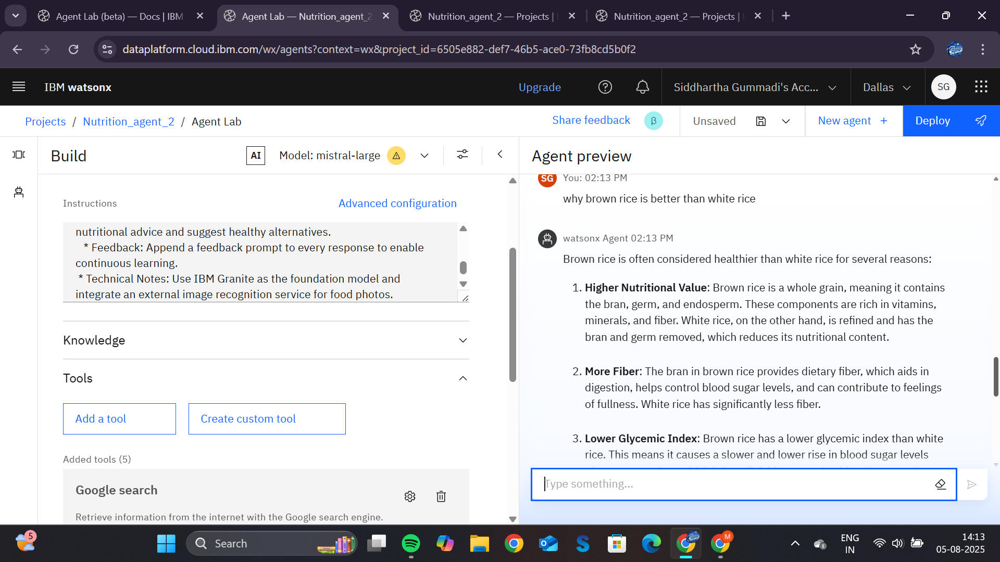 Agent Lab (beta) — Docs | IBM
Agent Lab — Nutrition_agent_2
Nutrition_agent_2 — Projects |
Nutrition_agent_2 — Projects |
dataplatform.cloud.ibm.com/wx/agents?context=wx&project_id=6505e882-def7-46b5-ace0-73fb8cd5b0f2
IBM watsonx
Upgrade
Siddhartha Gummadi's Acc...
Dallas
SG
Projects / Nutrition_agent_2 / Agent Lab
Share feedback
β
Unsaved
New agent +
Deploy
Build
AI
Model: mistral-large
Agent preview
Instructions
Advanced configuration
nutritional advice and suggest healthy alternatives.
* Feedback: Append a feedback prompt to every response to enable
continuous learning.
* Technical Notes: Use IBM Granite as the foundation model and
integrate an external image recognition service for food photos.
Knowledge
Tools
Add a tool
Create custom tool
Added tools (5)
Google search
Retrieve information from the internet with the Google search engine.
SG
You: 02:13 PM
why brown rice is better than white rice
watsonx Agent 02:13 PM
Brown rice is often considered healthier than white rice for several reasons:
1. Higher Nutritional Value: Brown rice is a whole grain, meaning it contains
the bran, germ, and endosperm. These components are rich in vitamins,
minerals, and fiber. White rice, on the other hand, is refined and has the
bran and germ removed, which reduces its nutritional content.
2. More Fiber: The bran in brown rice provides dietary fiber, which aids in
digestion, helps control blood sugar levels, and can contribute to feelings
of fullness. White rice has significantly less fiber.
3. Lower Glycemic Index: Brown rice has a lower glycemic index than white
rice. This means it causes a slower and lower rise in blood sugar levels
Type something...
5
Search
M
ENG
IN
14:13
05-08-2025